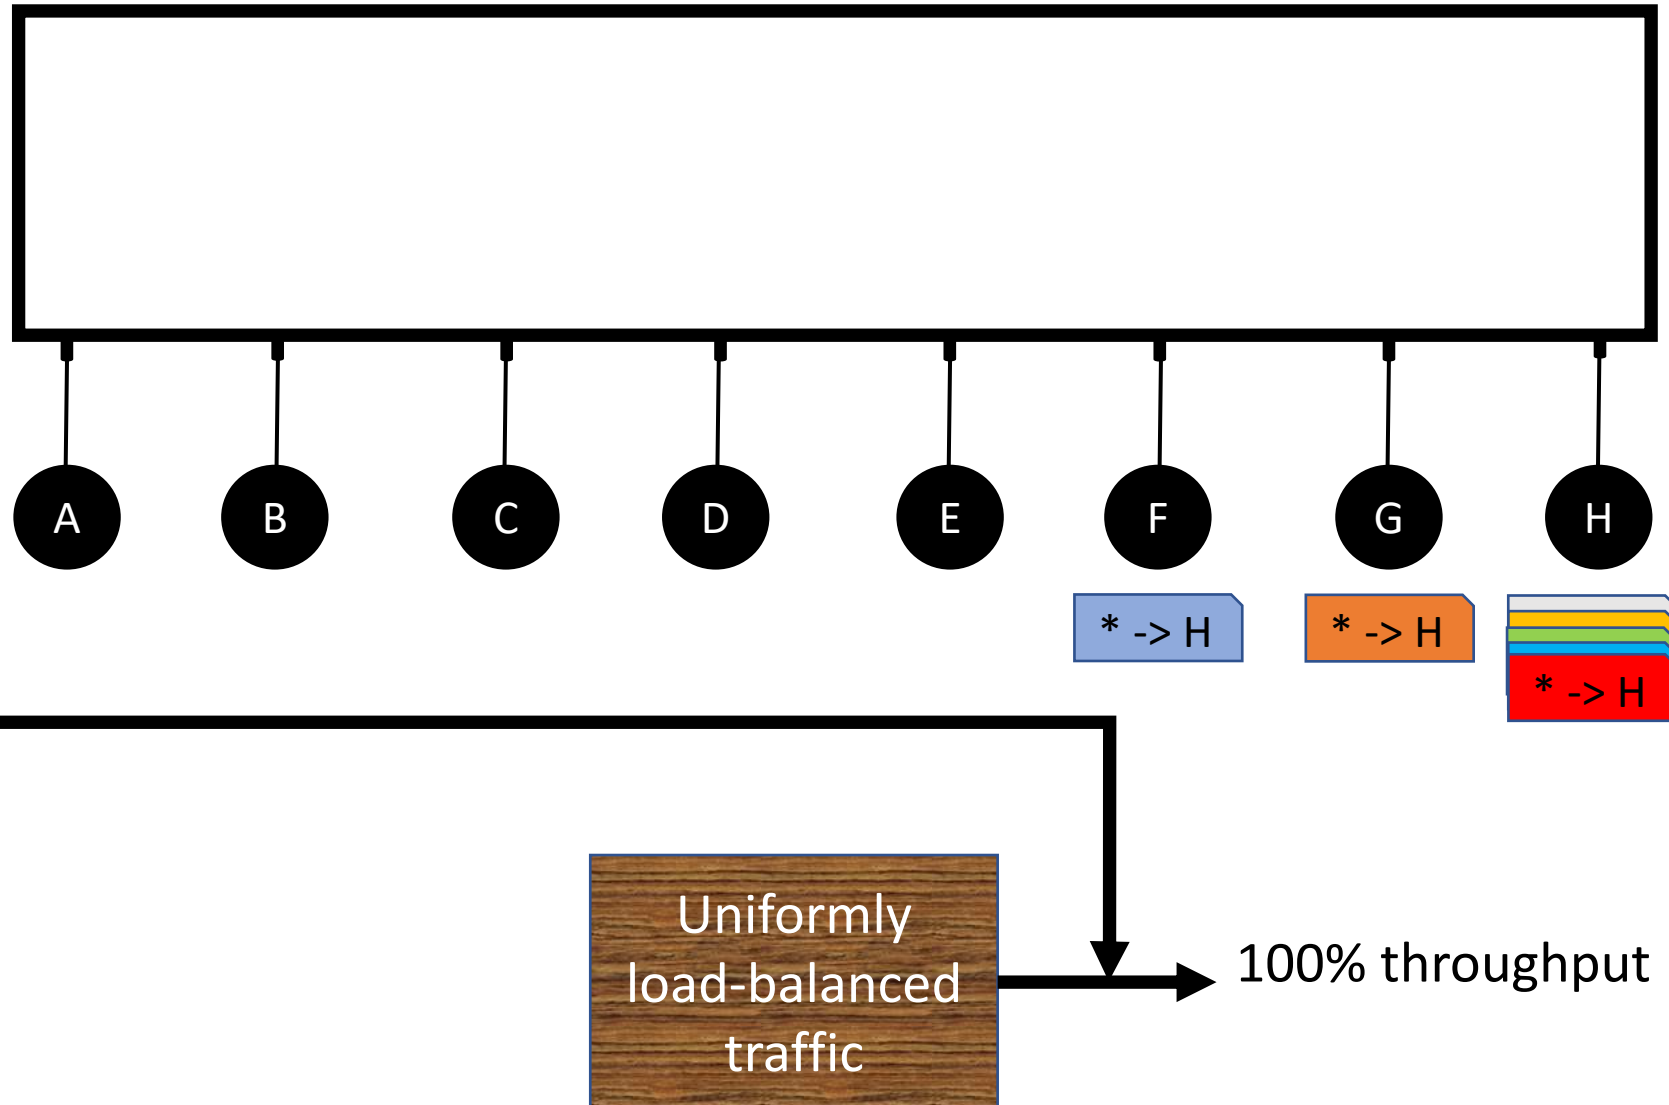 A
B
C
D
E
F
G
H
* -> H
* -> H
* -> H
Uniformly
load-balanced
traffic
100% throughput